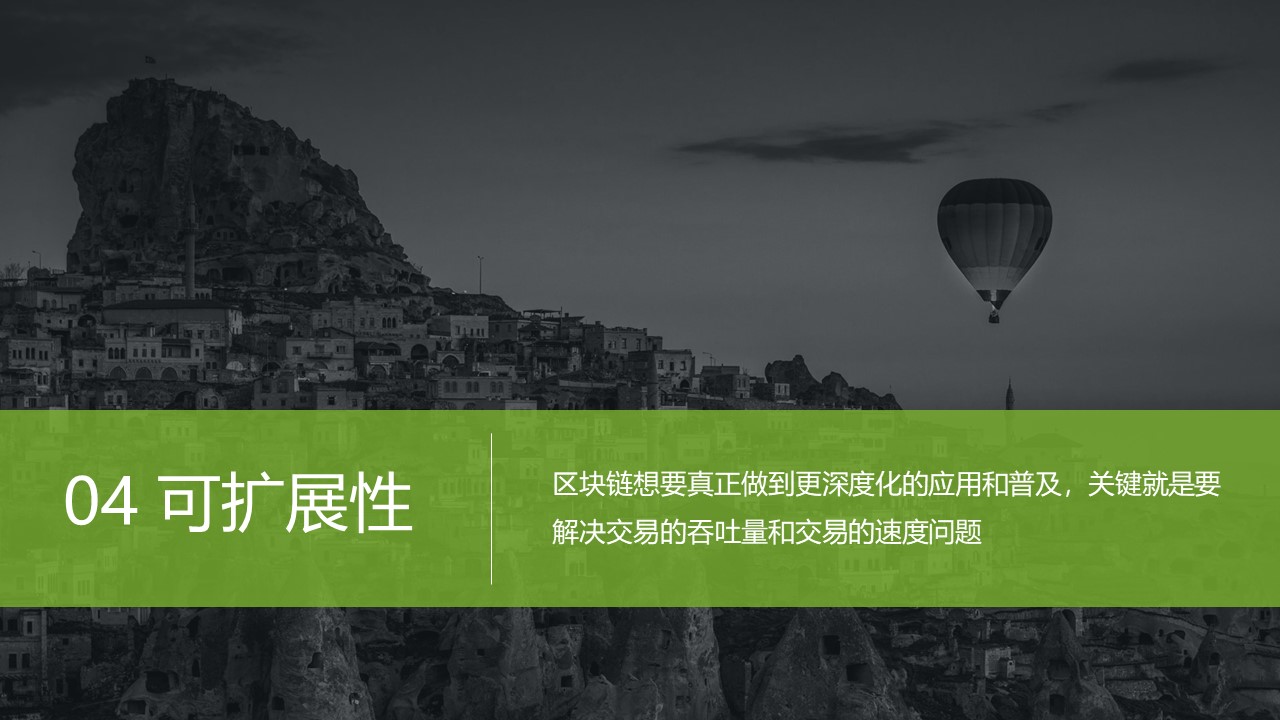 04 可扩展性
区块链想要真正做到更深度化的应用和普及，关键就是要
解决交易的吞吐量和交易的速度问题